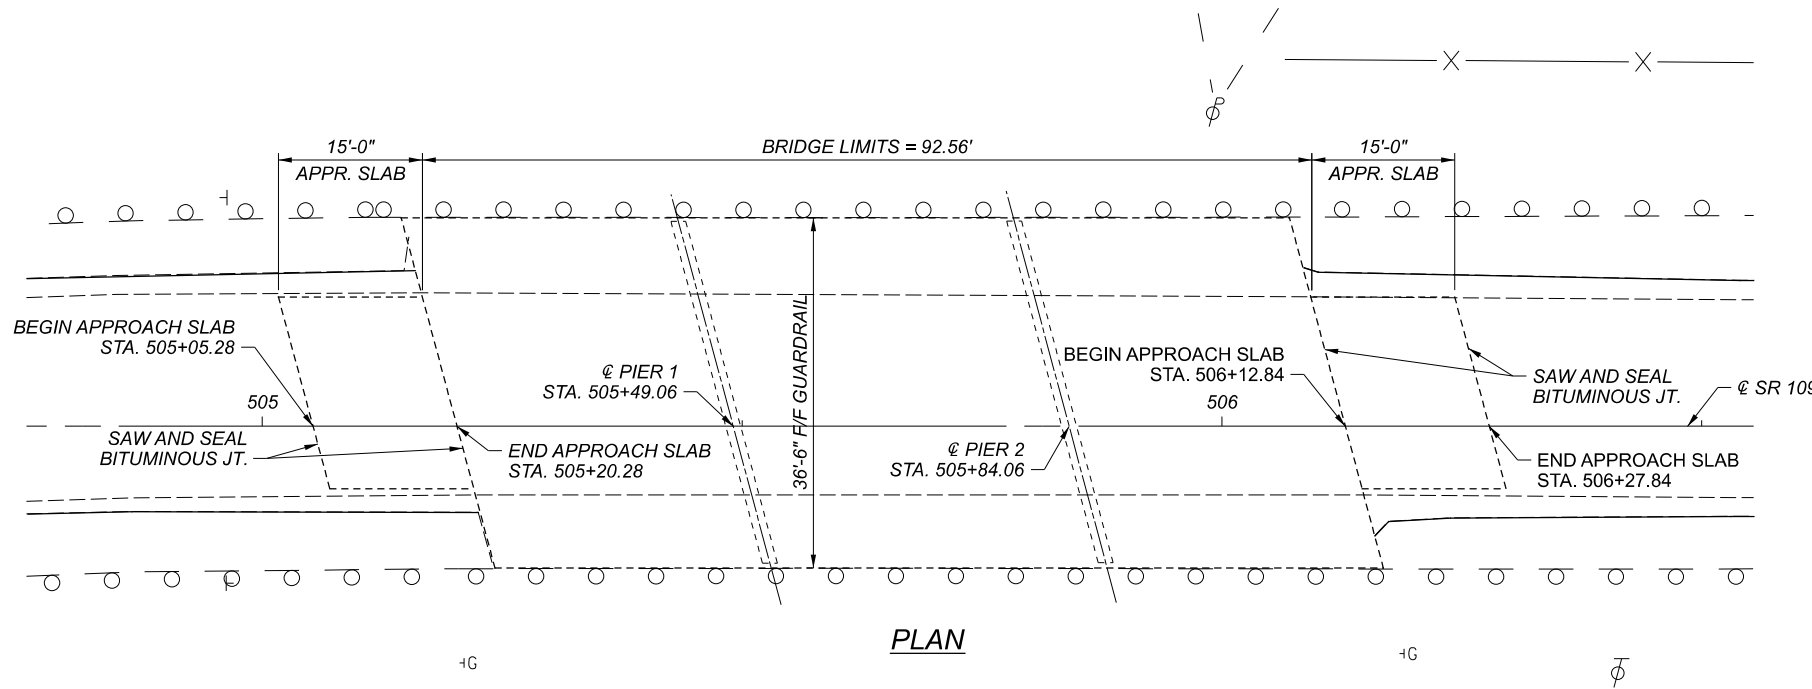 P
15'-0"
APPR. SLAB
BRIDGE LIMITS = 92.56'
15'-0"
APPR. SLAB
BEGIN APPROACH SLAB
STA. 505+05.28
505
SAW AND SEAL
BITUMINOUS JT.
END APPROACH SLAB
STA. 505+20.28
℄ PIER 1
STA. 505+49.06
36'-6" F/F GUARDRAIL
℄ PIER 2
STA. 505+84.06
BEGIN APPROACH SLAB
STA. 506+12.84
506
SAW AND SEAL
BITUMINOUS JT.
℄ SR 109
END APPROACH SLAB
STA. 506+27.84
PLAN
G
G